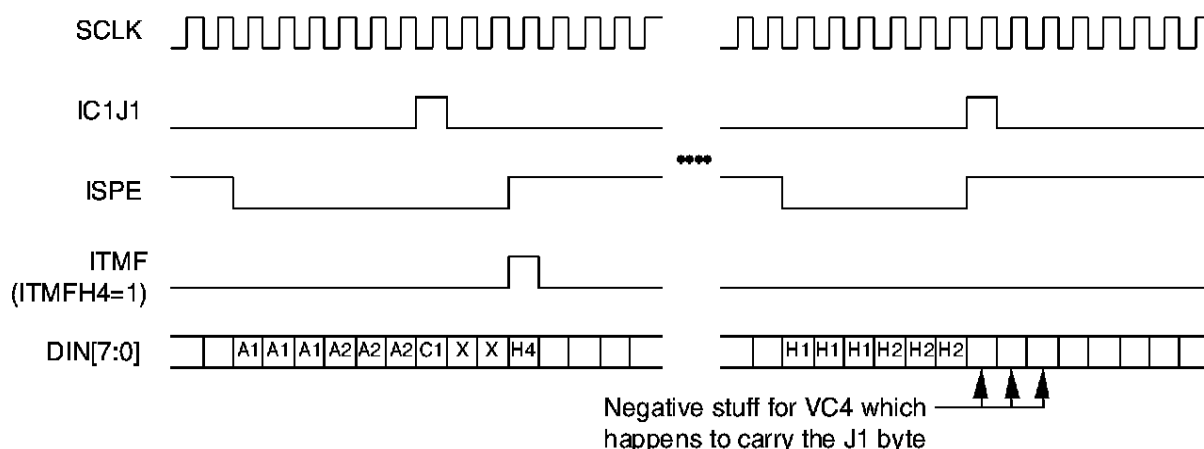 SCLK
IC1J1
ISPE
ITMF
(ITMFH4=1)
DIN[7:0] A1 A1 A1 A2 A2 A2 C1 X X H4 H1 H1 H1 H2 H2 H2
Negative stuff for VC4 which
happens to carry the J1 byte